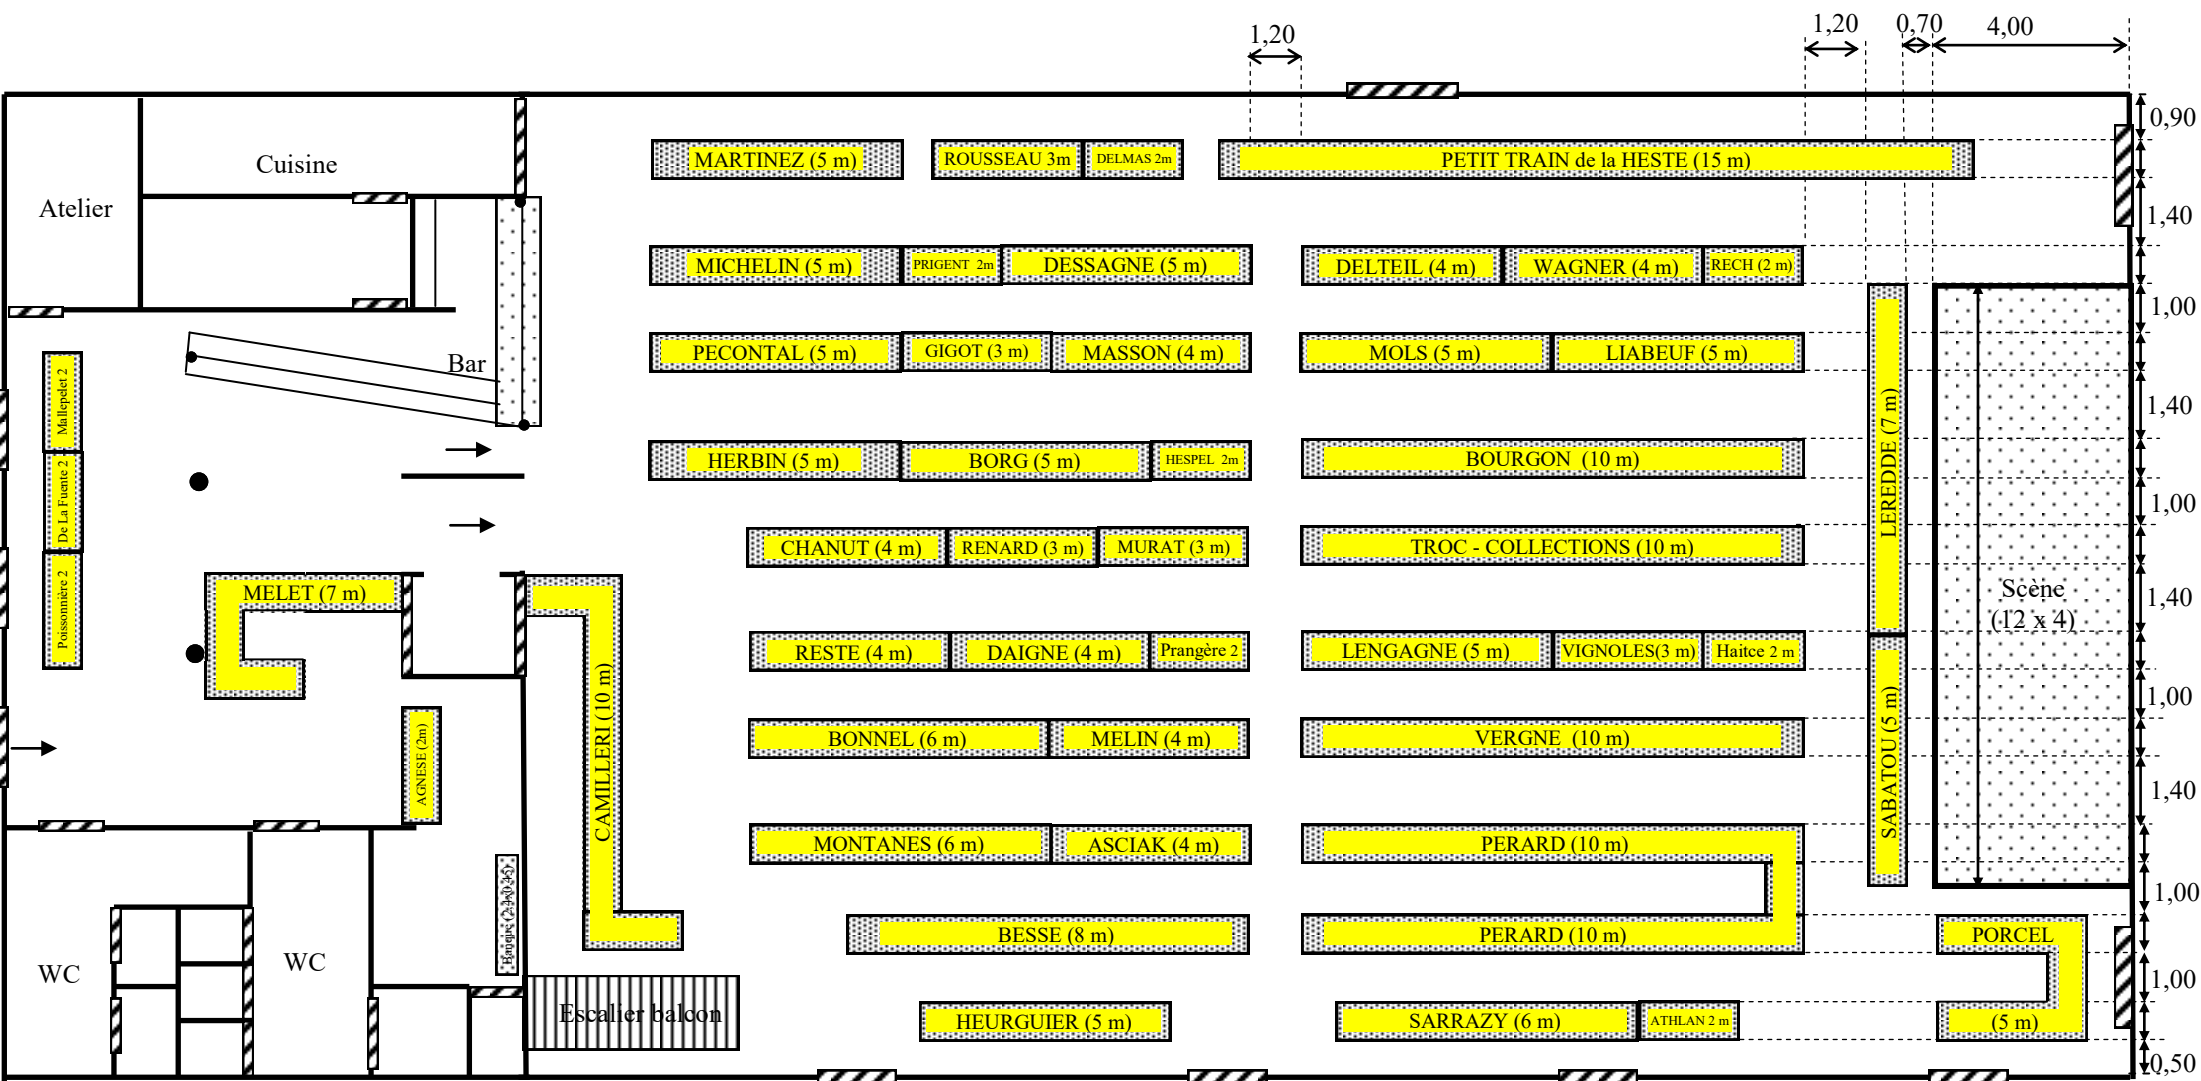 1,20
1,20
0,70
4,00
0,90
MARTINEZ (5 m)
ROUSSEAU 3m
DELMAS 2m
PETIT TRAIN de la HESTE (15 m)
Cuisine
Atelier
1,40
MICHELIN (5 m)
PRIGENT 2m
DESSAGNE (5 m)
DELTEIL (4 m)
WAGNER (4 m)
RECH (2 m)
1,00
PECONTAL (5 m)
GIGOT (3 m)
MASSON (4 m)
MOLS (5 m)
LIABEUF (5 m)
Bar
Mallepelet 2
1,40
LEREDDE (7 m)
HERBIN (5 m)
BORG (5 m)
HESPEL 2m
BOURGON (10 m)
De La Fuente 2
1,00
CHANUT (4 m)
RENARD (3 m)
MURAT (3 m)
TROC - COLLECTIONS (10 m)
Poissonnière 2
MELET (7 m)
1,40
Scène
(12 x 4)
RESTE (4 m)
DAIGNE (4 m)
Prangère 2
LENGAGNE (5 m)
VIGNOLES(3 m)
Haitce 2 m
1,00
CAMILLERI (10 m)
AGNESE (2m)
BONNEL (6 m)
MELIN (4 m)
VERGNE (10 m)
SABATOU (5 m)
1,40
MONTANES (6 m)
ASCIAK (4 m)
PERARD (10 m)
1,00
BESSE (8 m)
PERARD (10 m)
PORCEL
WC
WC
1,00
Escalier balcon
HEURGUIER (5 m)
SARRAZY (6 m)
ATHLAN 2 m
(5 m)
0,50